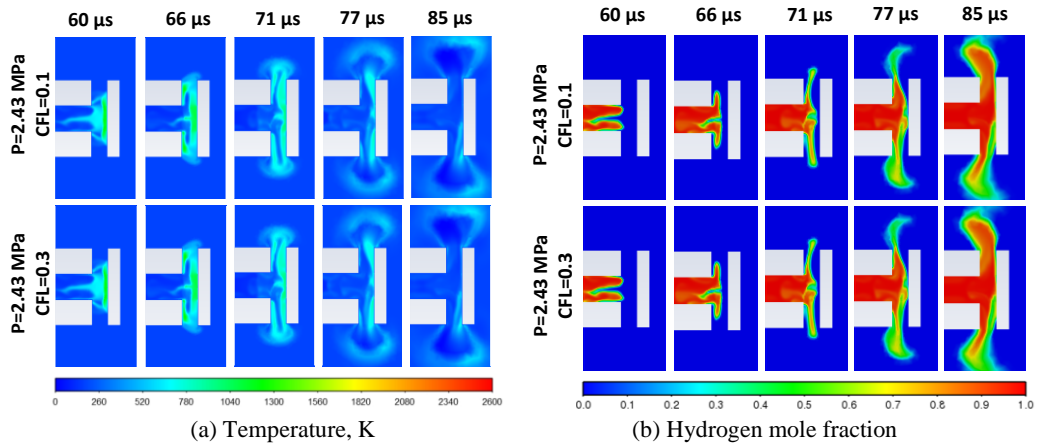 60 µs 66 µs 71 µs 77 µs 85 µs
P=2.43 MPa
CFL=0.1
P=2.43 MPa
CFL=0.3
0 260 520 780 1040 1300 1560 1820 2080 2340 2600
(a) Temperature, K
60 µs 66 µs 71 µs 77 µs 85 µs
P=2.43 MPa
CFL=0.1
P=2.43 MPa
CFL=0.3
0.0 0.1 0.2 0.3 0.4 0.5 0.6 0.7 0.8 0.9 1.0
(b) Hydrogen mole fraction